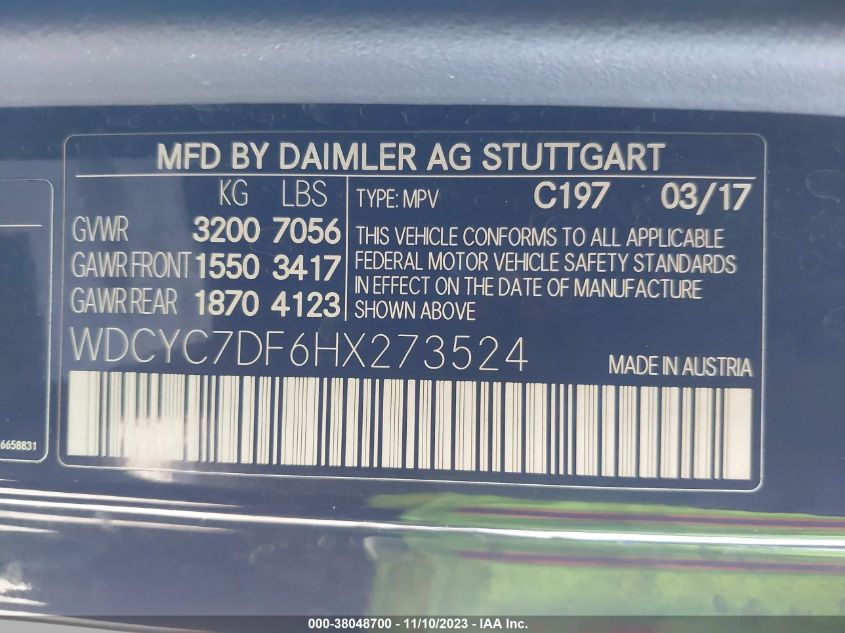 MFD BY DAIMLER AG STUTTGART
KG LBS
GVWR 3200 7056
GAWR FRONT 1550 3417
GAWR REAR 1870 4123
TYPE: MPV C197 03/17
THIS VEHICLE CONFORMS TO ALL APPLICABLE
FEDERAL MOTOR VEHICLE SAFETY STANDARDS
IN EFFECT ON THE DATE OF MANUFACTURE
SHOWN ABOVE
WDCYC7DF6HX273524
MADE IN AUSTRIA
6658831
000-38048700 - 11/10/2023 - IAA Inc.